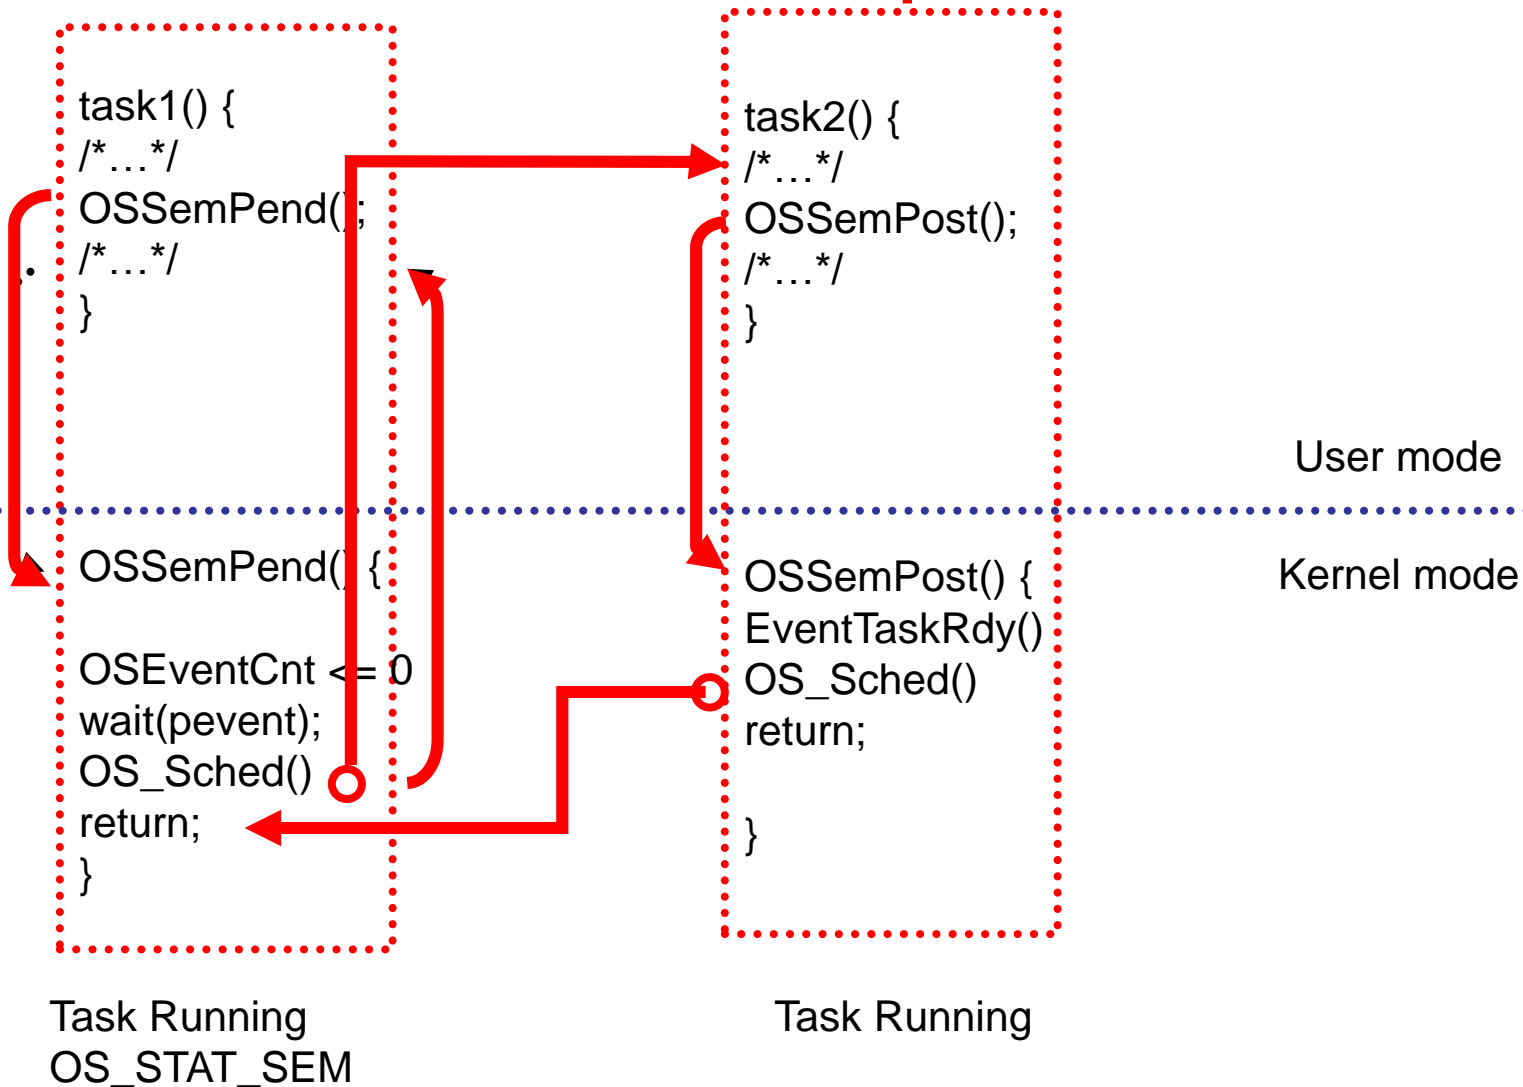 task1() {
/*…*/
OSSemPend();
/*…*/
}
task2() {
/*…*/
OSSemPost();
/*…*/
}
User mode
Kernel mode
OSSemPend() {
OSEventCnt <= 0
wait(pevent);
OS_Sched()
return;
}
OSSemPost() {
EventTaskRdy()
OS_Sched()
return;
}
Task Running
OS_STAT_SEM
Task Running